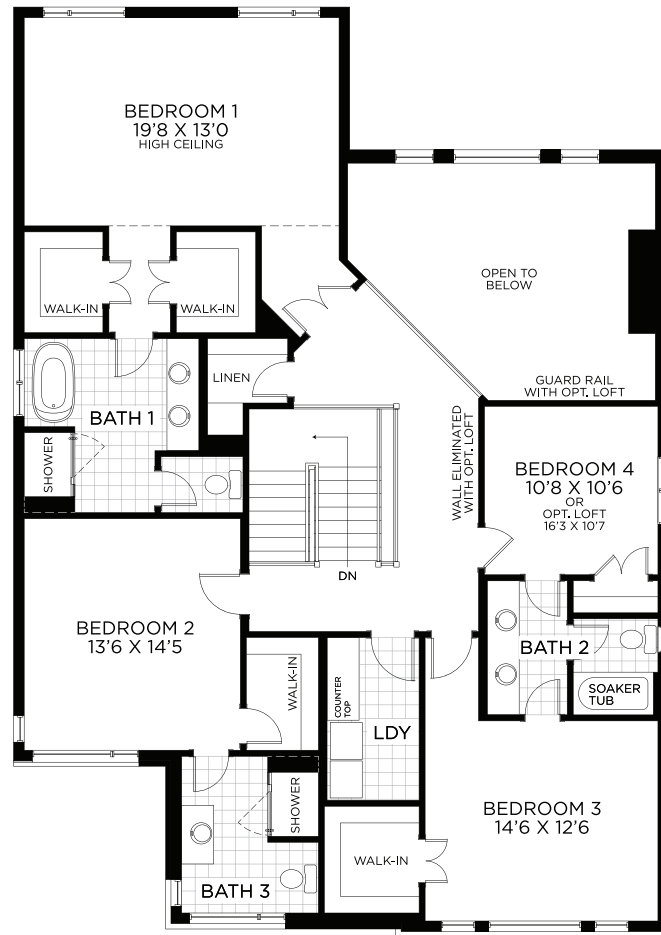 BEDROOM 1
19'8 X 13'0
HIGH CEILING
WALK-IN
WALK-IN
OPEN TO
BELOW
LINEN
GUARD RAIL
WITH OPT. LOFT
BATH 1
SHOWER
WALL ELIMINATED
WITH OPT. LOFT
BEDROOM 4
10'8 X 10'6
OR
OPT. LOFT
16'3 X 10'7
DN
BEDROOM 2
13'6 X 14'5
BATH 2
WALK-IN
SOAKER
TUB
COUNTER
TOP
LDY
SHOWER
BEDROOM 3
14'6 X 12'6
WALK-IN
BATH 3